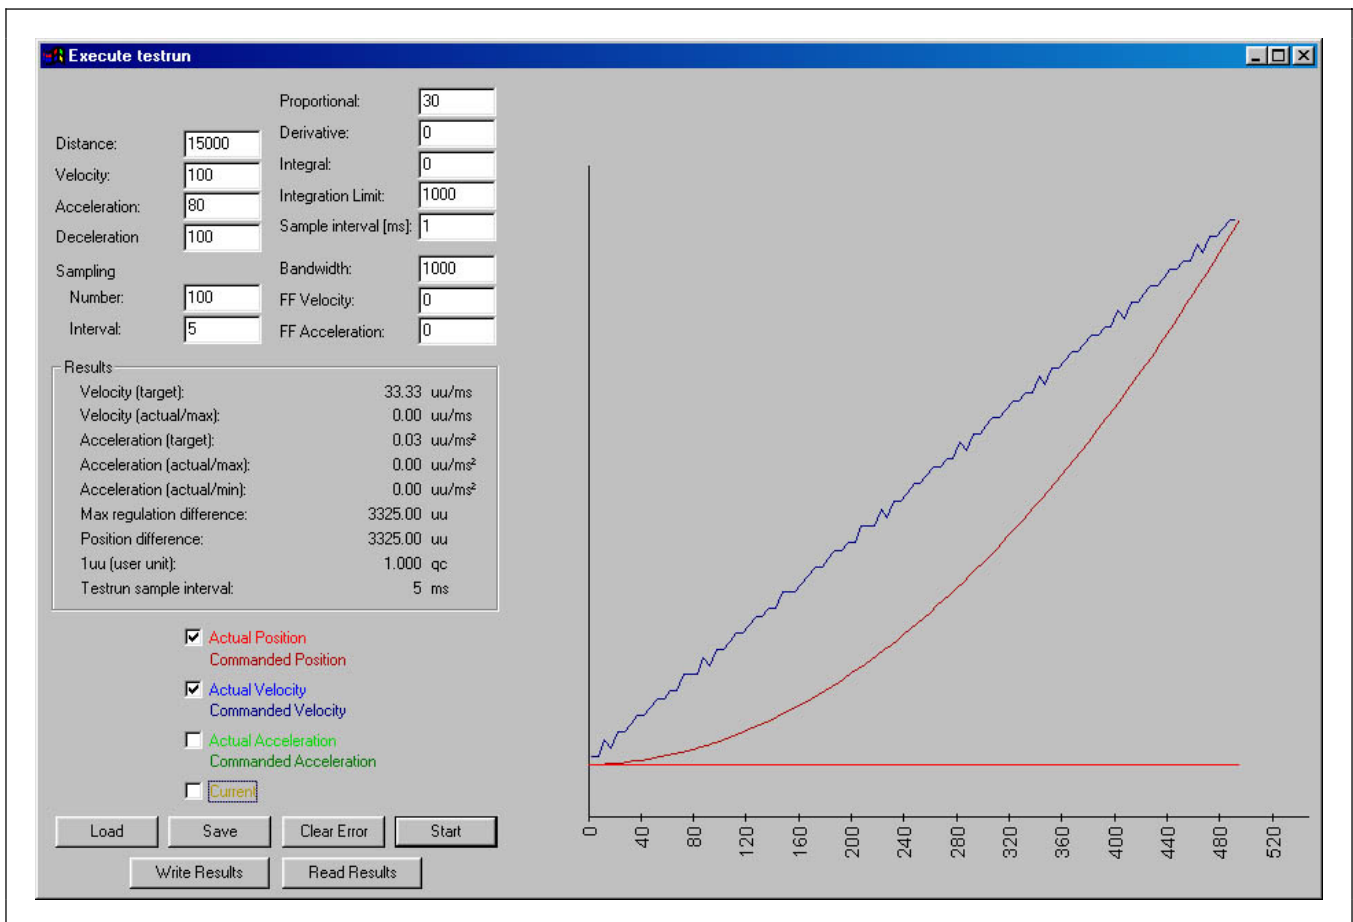 Execute testrun
Proportional: 30
Derivative: 0
Distance: 15000
Integral: 0
Velocity: 100
Integration Limit: 1000
Acceleration: 80
Sample interval [ms]: 1
Deceleration 100
Sampling
Bandwidth: 1000
Number: 100
FF Velocity: 0
Interval: 5
FF Acceleration: 0
Results
Velocity (target): 33.33 uu/ms
Velocity (actual/max): 0.00 uu/ms
Acceleration (target): 0.03 uu/ms²
Acceleration (actual/max): 0.00 uu/ms²
Acceleration (actual/min): 0.00 uu/ms²
Max regulation difference: 3325.00 uu
Position difference: 3325.00 uu
1uu (user unit): 1.000 qc
Testrun sample interval: 5 ms
Actual Position
Commanded Position
Actual Velocity
Commanded Velocity
Actual Acceleration
Commanded Acceleration
Current
Load Save Clear Error Start
Write Results Read Results
0 40 80 120 160 200 240 280 320 360 400 440 480 520